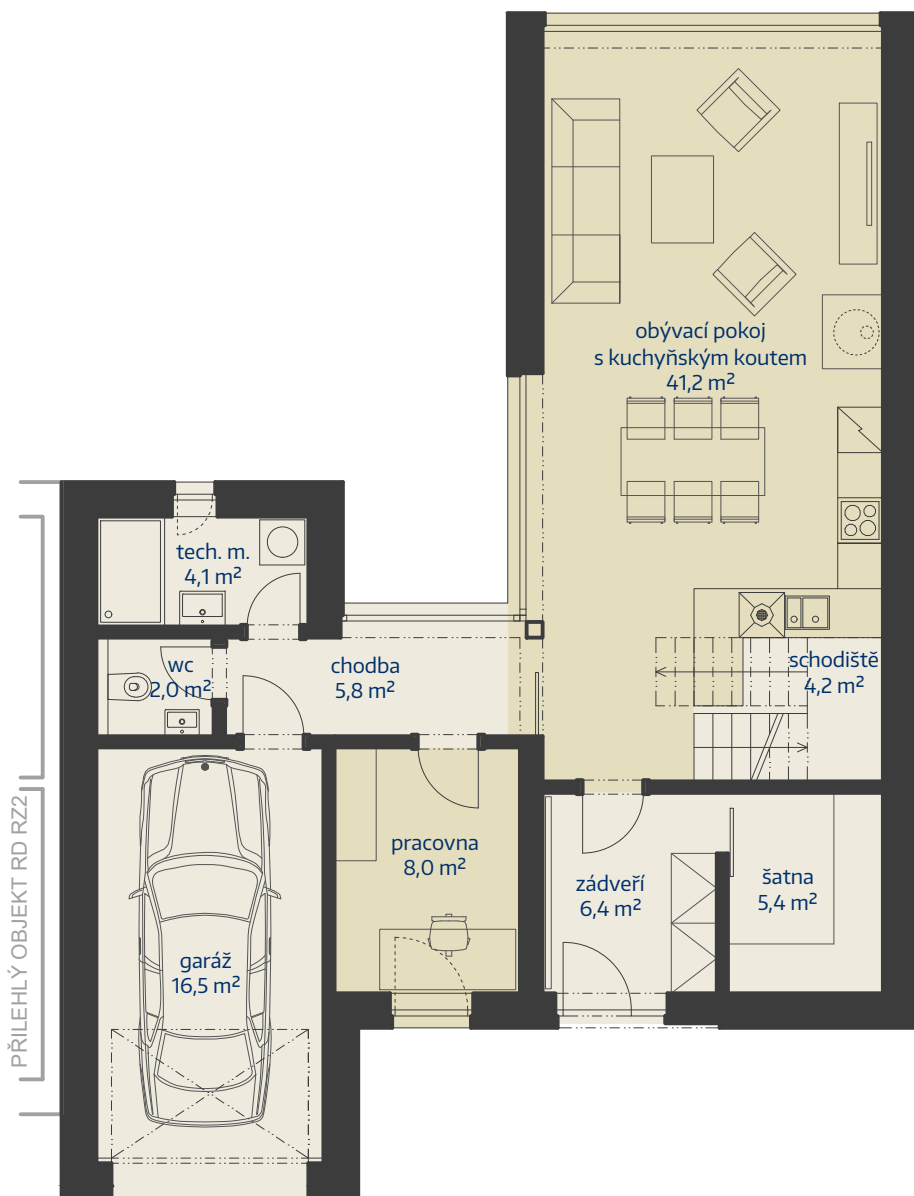 obývací pokoj
s kuchyňským koutem
41,2 m²
tech. m.
4,1 m²
wc
2,0 m²
chodba
5,8 m²
schodiště
4,2 m²
pracovna
8,0 m²
zádveří
6,4 m²
šatna
5,4 m²
garáž
16,5 m²
PŘILEHLÝ OBJEKT RD RZ2